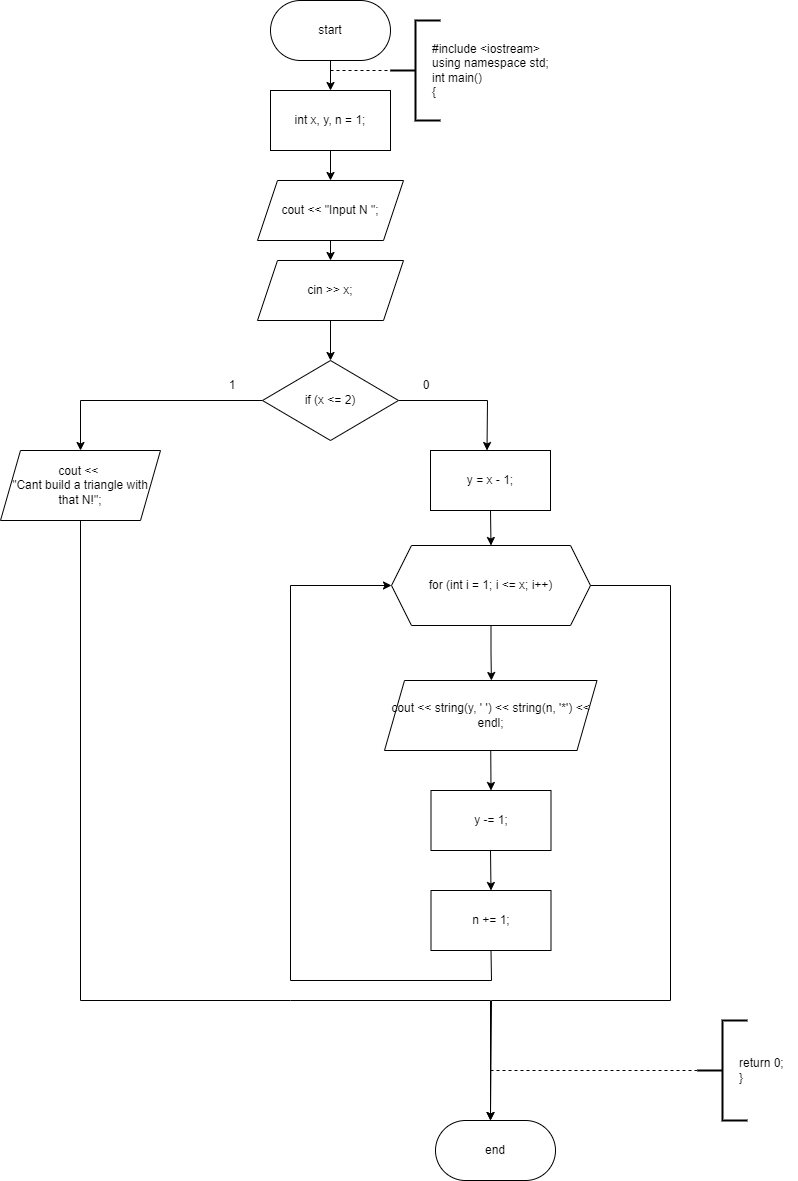 start
#include <iostream>
using namespace std;
int main()
{
int x, y, n = 1;
cout << "Input N ";
cin >> x;
if (x <= 2)
1
0
cout <<
"Cant build a triangle with
that N!";
y = x - 1;
for (int i = 1; i <= x; i++)
cout << string(y, ' ') << string(n, '*') <<
endl;
y -= 1;
n += 1;
return 0;
}
end